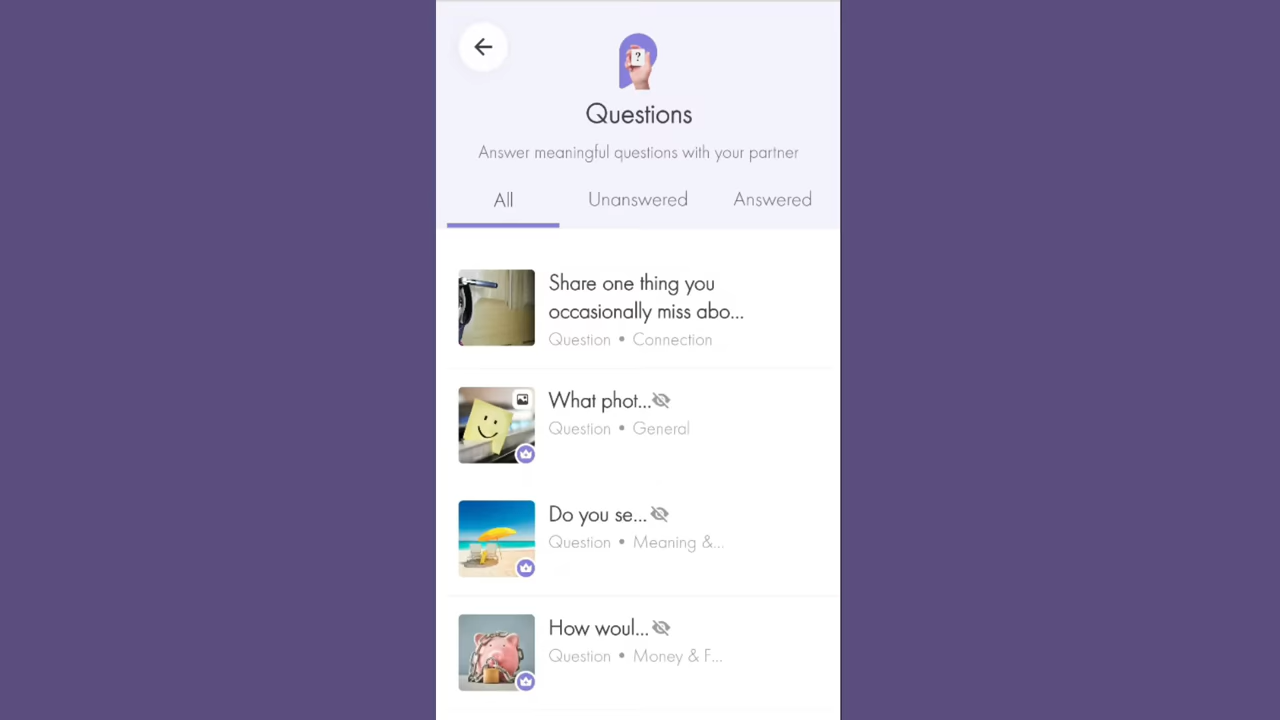 ?
Questions
Answer meaningful questions with your partner
All Unanswered Answered
Share one thing you
occasionally miss abo...
Question • Connection
What phot...
Question • General
Do you se...
Question • Meaning &...
How woul...
Question • Money & F...